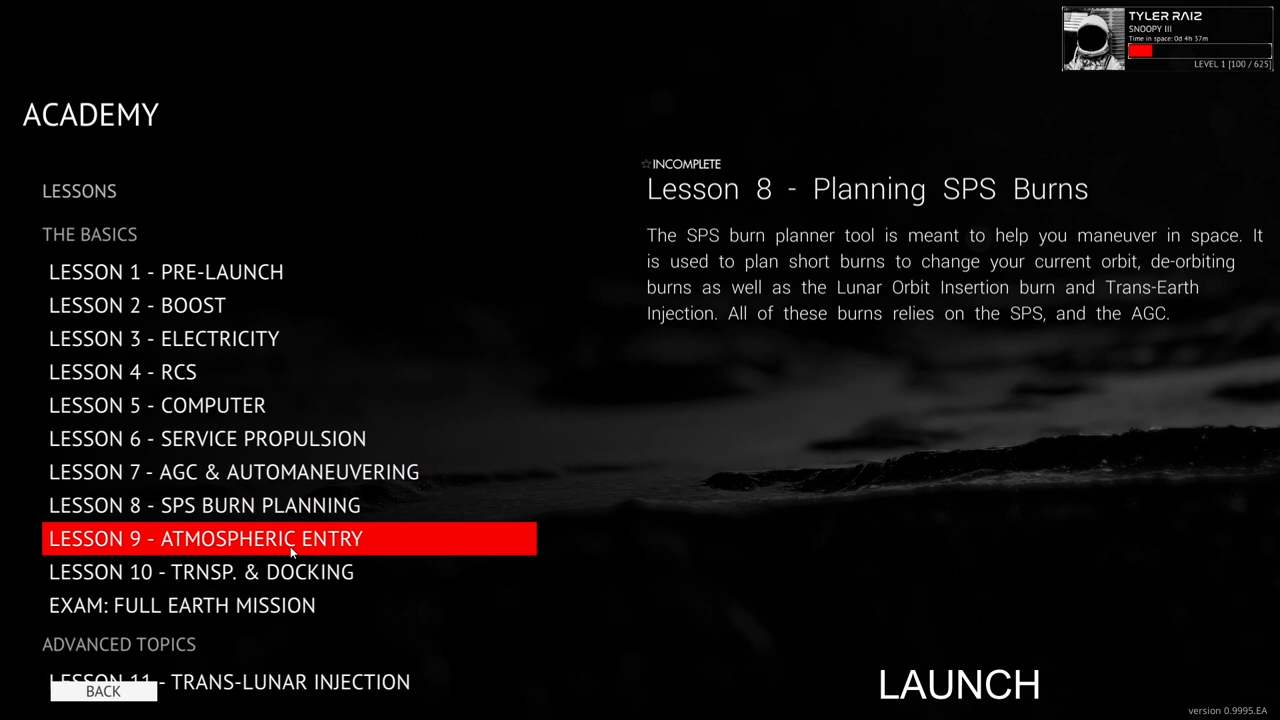 TYLER RAIZ
SNOOPY III
Time in space: 0d 4h 37m
LEVEL 1 [100 / 625]
ACADEMY
LESSONS
THE BASICS
LESSON 1 - PRE-LAUNCH
LESSON 2 - BOOST
LESSON 3 - ELECTRICITY
LESSON 4 - RCS
LESSON 5 - COMPUTER
LESSON 6 - SERVICE PROPULSION
LESSON 7 - AGC & AUTOMANEUVERING
LESSON 8 - SPS BURN PLANNING
LESSON 9 - ATMOSPHERIC ENTRY
LESSON 10 - TRNSP. & DOCKING
EXAM: FULL EARTH MISSION
ADVANCED TOPICS
LESSON 11 - TRANS-LUNAR INJECTION
BACK
☆INCOMPLETE
Lesson 8 - Planning SPS Burns
The SPS burn planner tool is meant to help you maneuver in space. It
is used to plan short burns to change your current orbit, de-orbiting
burns as well as the Lunar Orbit Insertion burn and Trans-Earth
Injection. All of these burns relies on the SPS, and the AGC.
LAUNCH
version 0.9995.EA